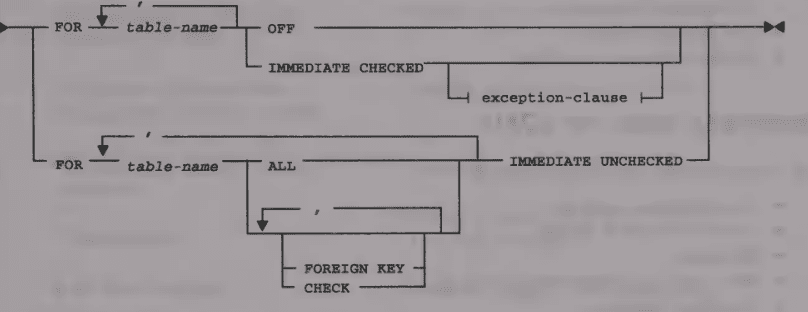 ,
FOR table-name OFF
IMMEDIATE CHECKED
exception-clause
,
FOR table-name ALL IMMEDIATE UNCHECKED
,
FOREIGN KEY
CHECK